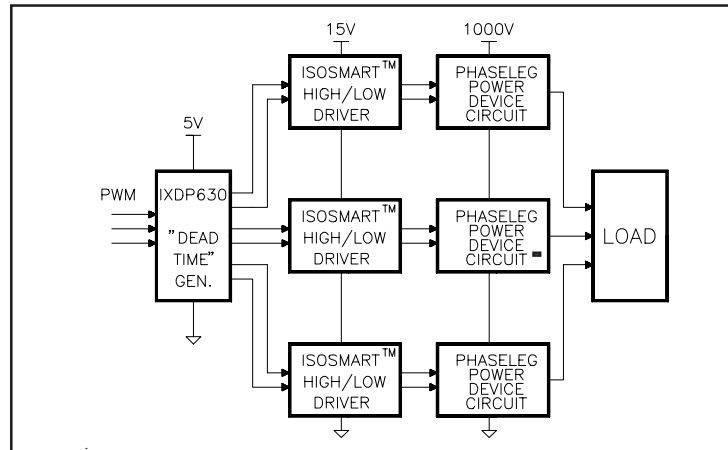 15V
1000V
5V
PWM
IXDP630
"DEAD
TIME"
GEN.
ISOSMART™
HIGH/LOW
DRIVER
PHASELEG
POWER
DEVICE
CIRCUIT
ISOSMART™
HIGH/LOW
DRIVER
PHASELEG
POWER
DEVICE
CIRCUIT
LOAD
ISOSMART™
HIGH/LOW
DRIVER
PHASELEG
POWER
DEVICE
CIRCUIT